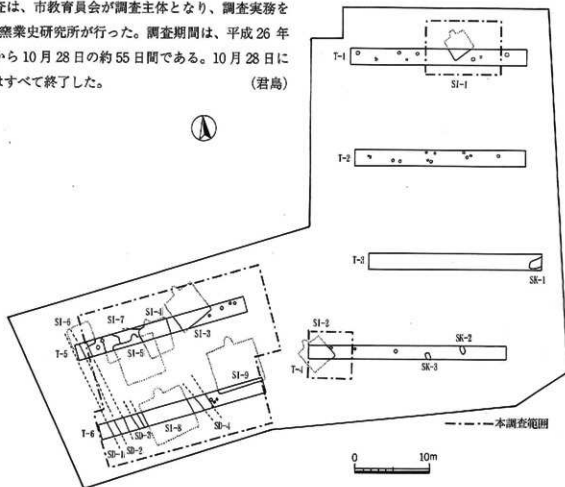 査は、市教育員会が調査主体となり、調査実務を
窯業史研究所が行った。調査期間は、平成26年
から10月28日の約55日間である。10月28日に
はすべて終了した。 (君島)
T-1
SI-1
T-2
T-3
SK-1
SI-2
SK-2
T-4
SK-3
SI-6
SI-7
SI-4
SI-3
T-5
SI-5
SI-9
T-6
SD-3
SI-8
SD-4
SD-1
SD-2
本調査範囲
0 10m